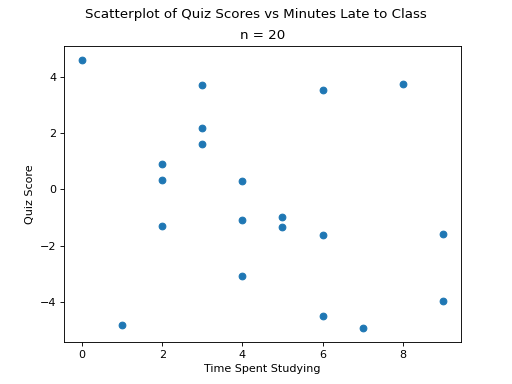 Scatterplot of Quiz Scores vs Minutes Late to Class
n = 20
4
2
0
−2
−4
Quiz Score
0 2 4 6 8
Time Spent Studying